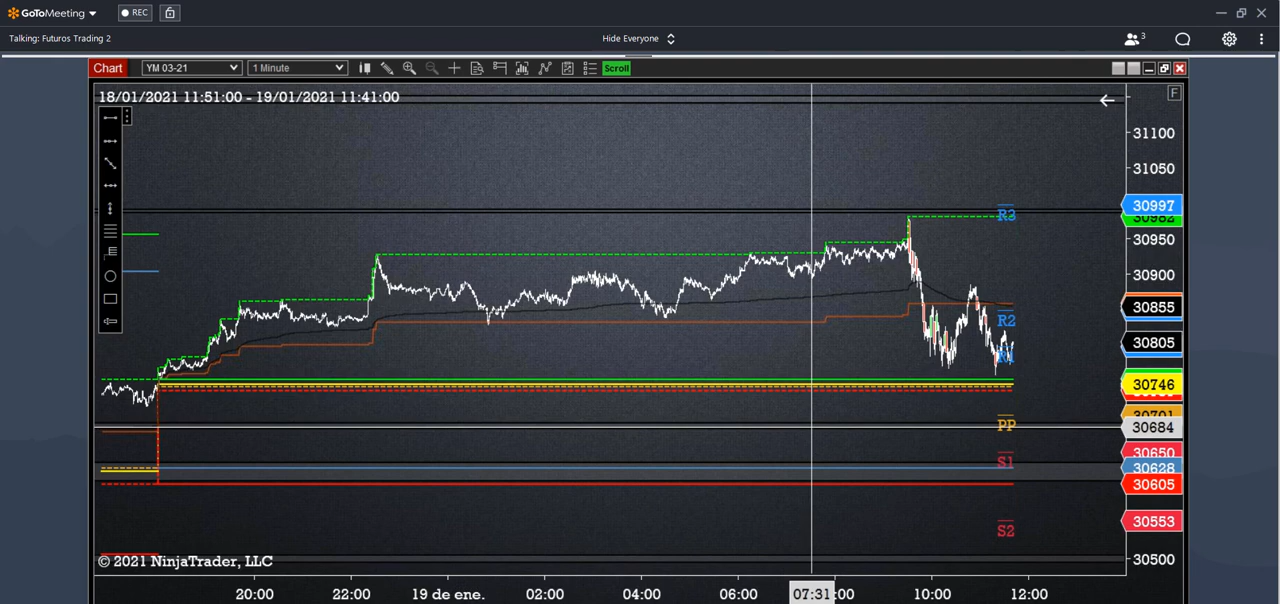 GoToMeeting
REC
Talking: Futuros Trading 2
Hide Everyone
3
Chart
YM 03-21
1 Minute
Scroll
18/01/2021 11:51:00 - 19/01/2021 11:41:00
F
31100
31050
30997
R3
30982
30950
30900
30855
R2
30805
R1
30746
30701
PP
30684
30650
S1
30628
30605
30553
S2
© 2021 NinjaTrader, LLC
30500
20:00
22:00
19 de ene.
02:00
04:00
06:00
07:31
:00
10:00
12:00